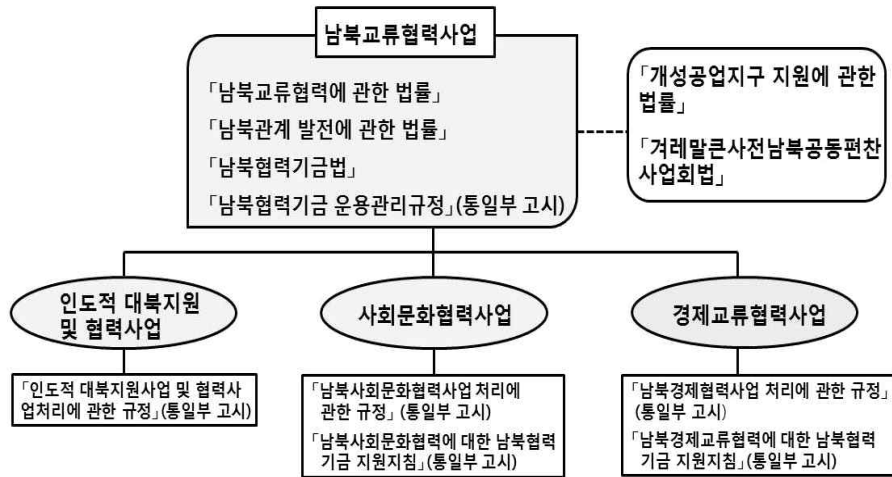 남북교류협력사업
「남북교류협력에 관한 법률」
「남북관계 발전에 관한 법률」
「남북협력기금법」
「남북협력기금 운용관리규정」(통일부 고시)
「개성공업지구 지원에 관한
법률」
「겨레말큰사전남북공동편찬
사업회법」
인도적 대북지원
및 협력사업
「인도적 대북지원사업 및 협력사
업처리에 관한 규정」(통일부 고시)
사회문화협력사업
「남북사회문화협력사업 처리에
관한 규정」 (통일부 고시)
「남북사회문화협력에 대한 남북협력
기금 지원지침」(통일부 고시)
경제교류협력사업
「남북경제협력사업 처리에 관한 규정」
(통일부 고시)
「남북경제교류협력에 대한 남북협력
기금 지원지침」(통일부 고시)